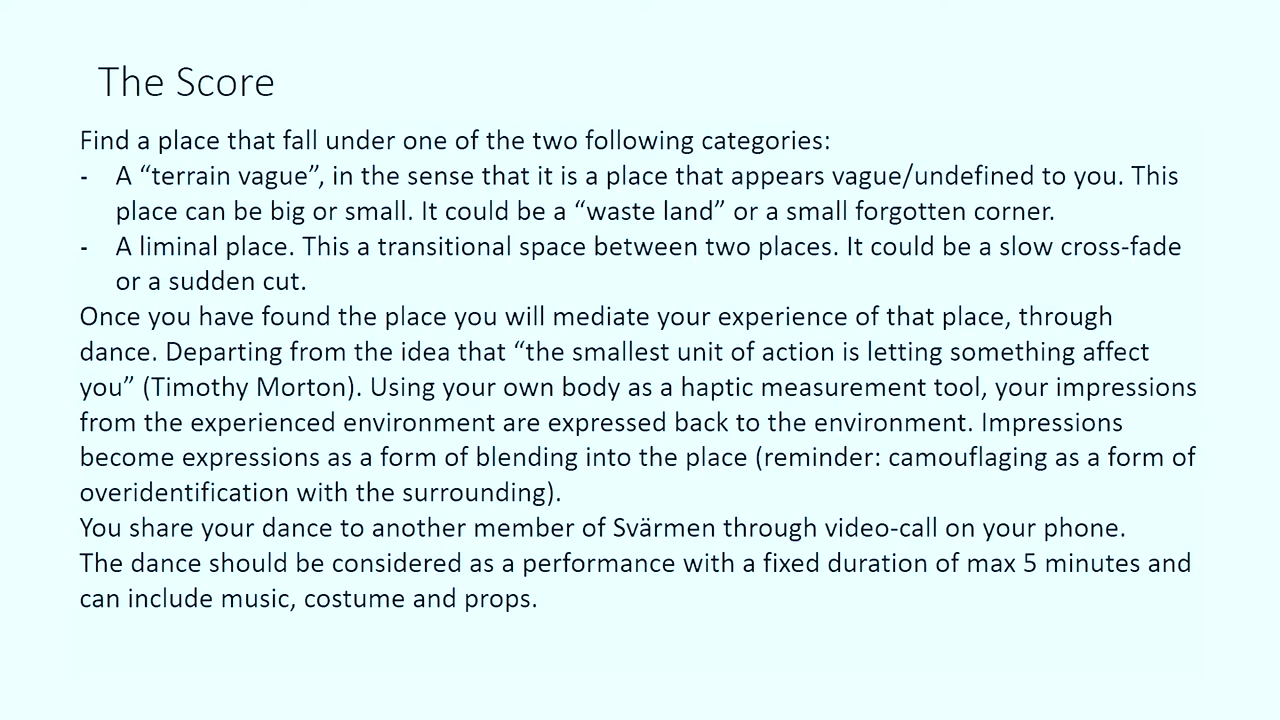 The Score
Find a place that fall under one of the two following categories:
- A “terrain vague”, in the sense that it is a place that appears vague/undefined to you. This
place can be big or small. It could be a “waste land” or a small forgotten corner.
- A liminal place. This a transitional space between two places. It could be a slow cross-fade
or a sudden cut.
Once you have found the place you will mediate your experience of that place, through
dance. Departing from the idea that “the smallest unit of action is letting something affect
you” (Timothy Morton). Using your own body as a haptic measurement tool, your impressions
from the experienced environment are expressed back to the environment. Impressions
become expressions as a form of blending into the place (reminder: camouflaging as a form of
overidentification with the surrounding).
You share your dance to another member of Svärmen through video-call on your phone.
The dance should be considered as a performance with a fixed duration of max 5 minutes and
can include music, costume and props.